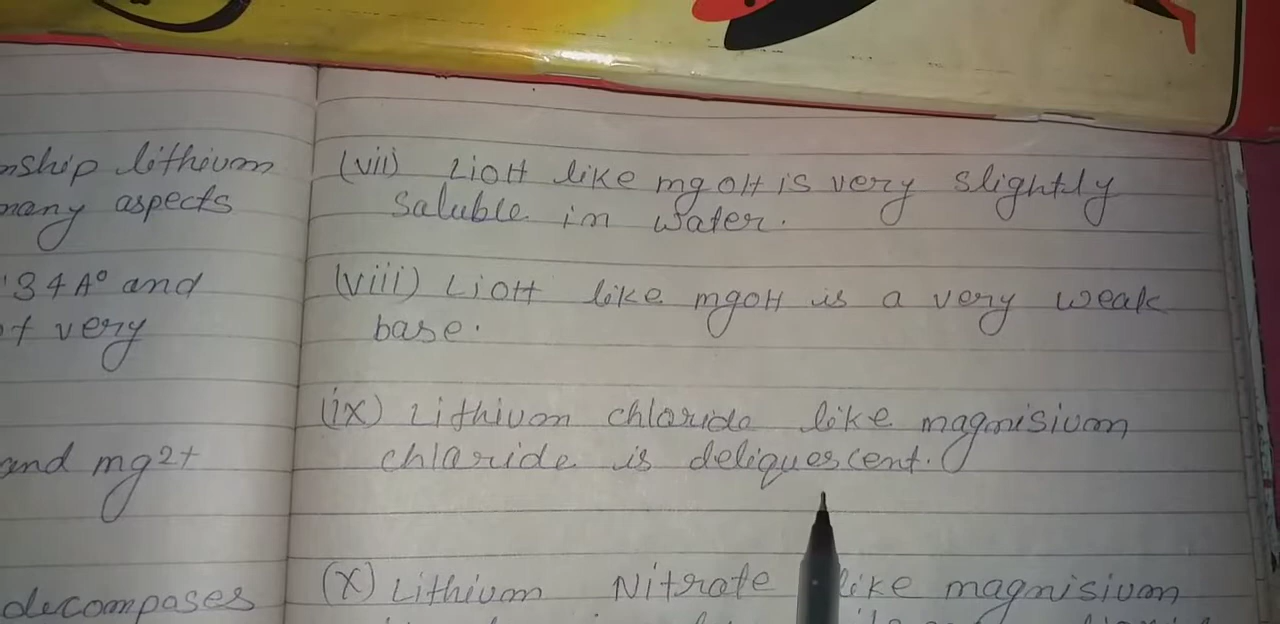 lithium
many aspects
34A° and
very
and mg2+
decomposes
(vii) LiOH like mgOH is very slightly
saluble in water.
(viii) LiOH like mgOH is a very weak
base.
(ix) Lithium chloride like magnisium
chloride is deliquescent.
(x) Lithium Nitrate like magnisium